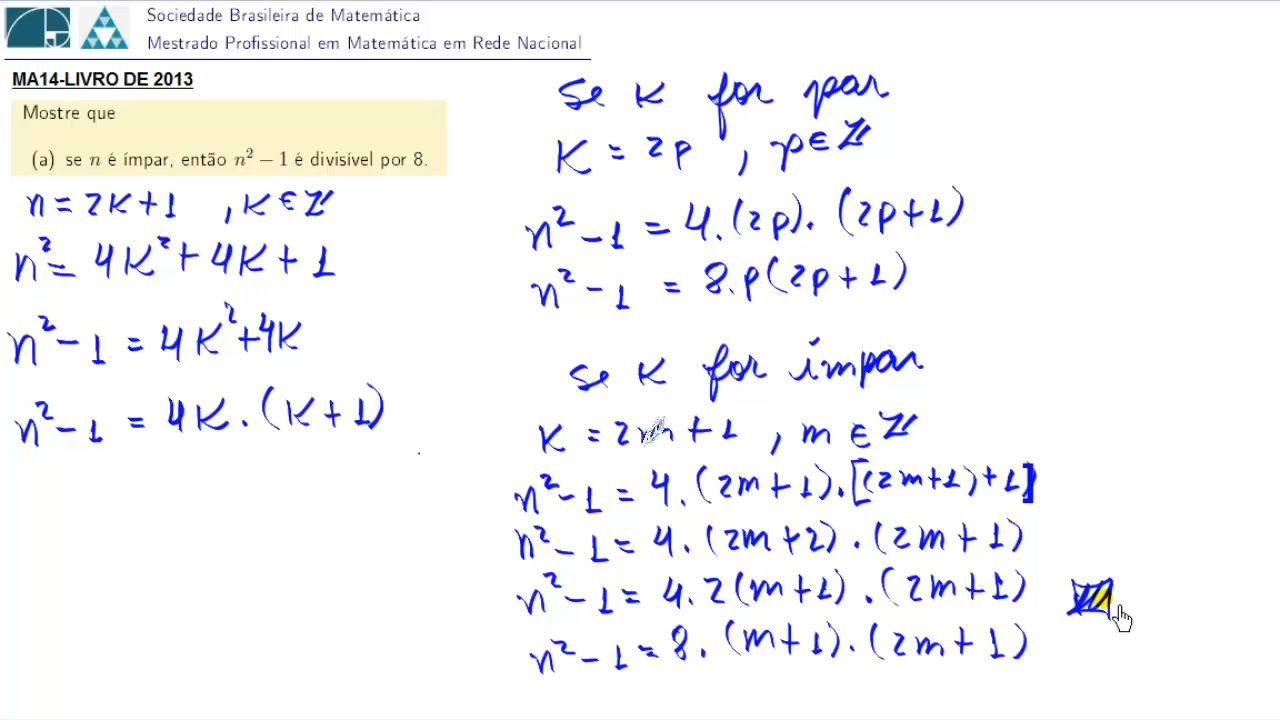 Sociedade Brasileira de Matemática
Mestrado Profissional em Matemática em Rede Nacional
MA14-LIVRO DE 2013
Mostre que
(a) se n é ímpar, então n² − 1 é divisível por 8.
n = 2K+1 , K ∈ ℤ
n² = 4K² + 4K + 1
n² − 1 = 4K² + 4K
n² − 1 = 4K . (K + 1)
se K for par
K = 2p , p ∈ ℤ
n² − 1 = 4. (2p). (2p+1)
n² − 1 = 8. p(2p+1)
se K for ímpar
K = 2m + 1 , m ∈ ℤ
n² − 1 = 4. (2m+1). [(2m+1)+1]
n² − 1 = 4. (2m+2) . (2m+1)
n² − 1 = 4. 2(m+1) . (2m+1)
n² − 1 = 8. (m+1). (2m+1)